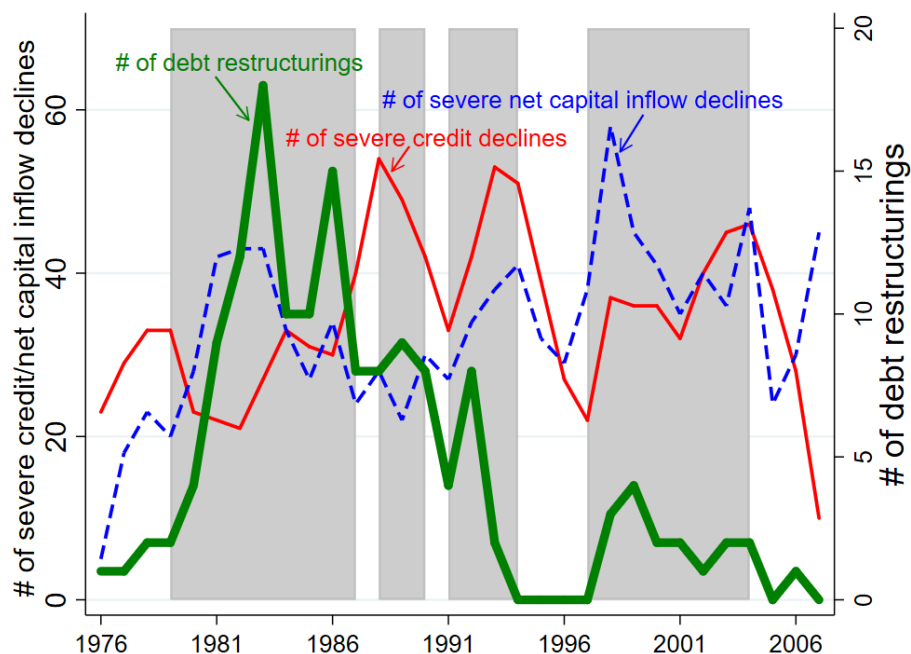 # of severe credit/net capital inflow declines
60
40
20
0
# of debt restructurings
# of severe net capital inflow declines
# of severe credit declines
20
15
10
5
0
# of debt restructurings
1976 1981 1986 1991 1996 2001 2006